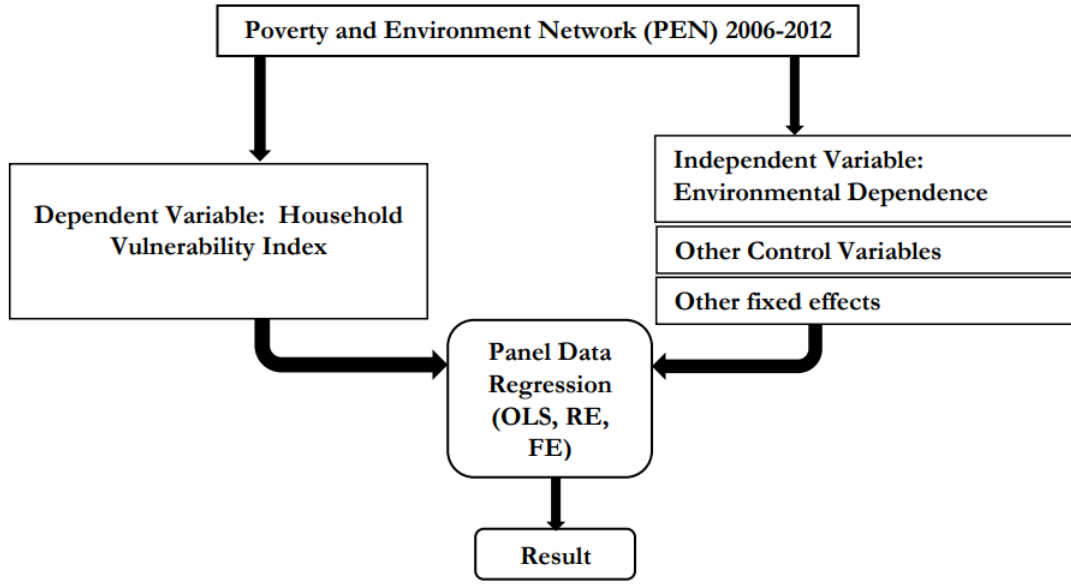 Poverty and Environment Network (PEN) 2006-2012
Dependent Variable: Household
Vulnerability Index
Independent Variable:
Environmental Dependence
Other Control Variables
Other fixed effects
Panel Data
Regression
(OLS, RE,
FE)
Result